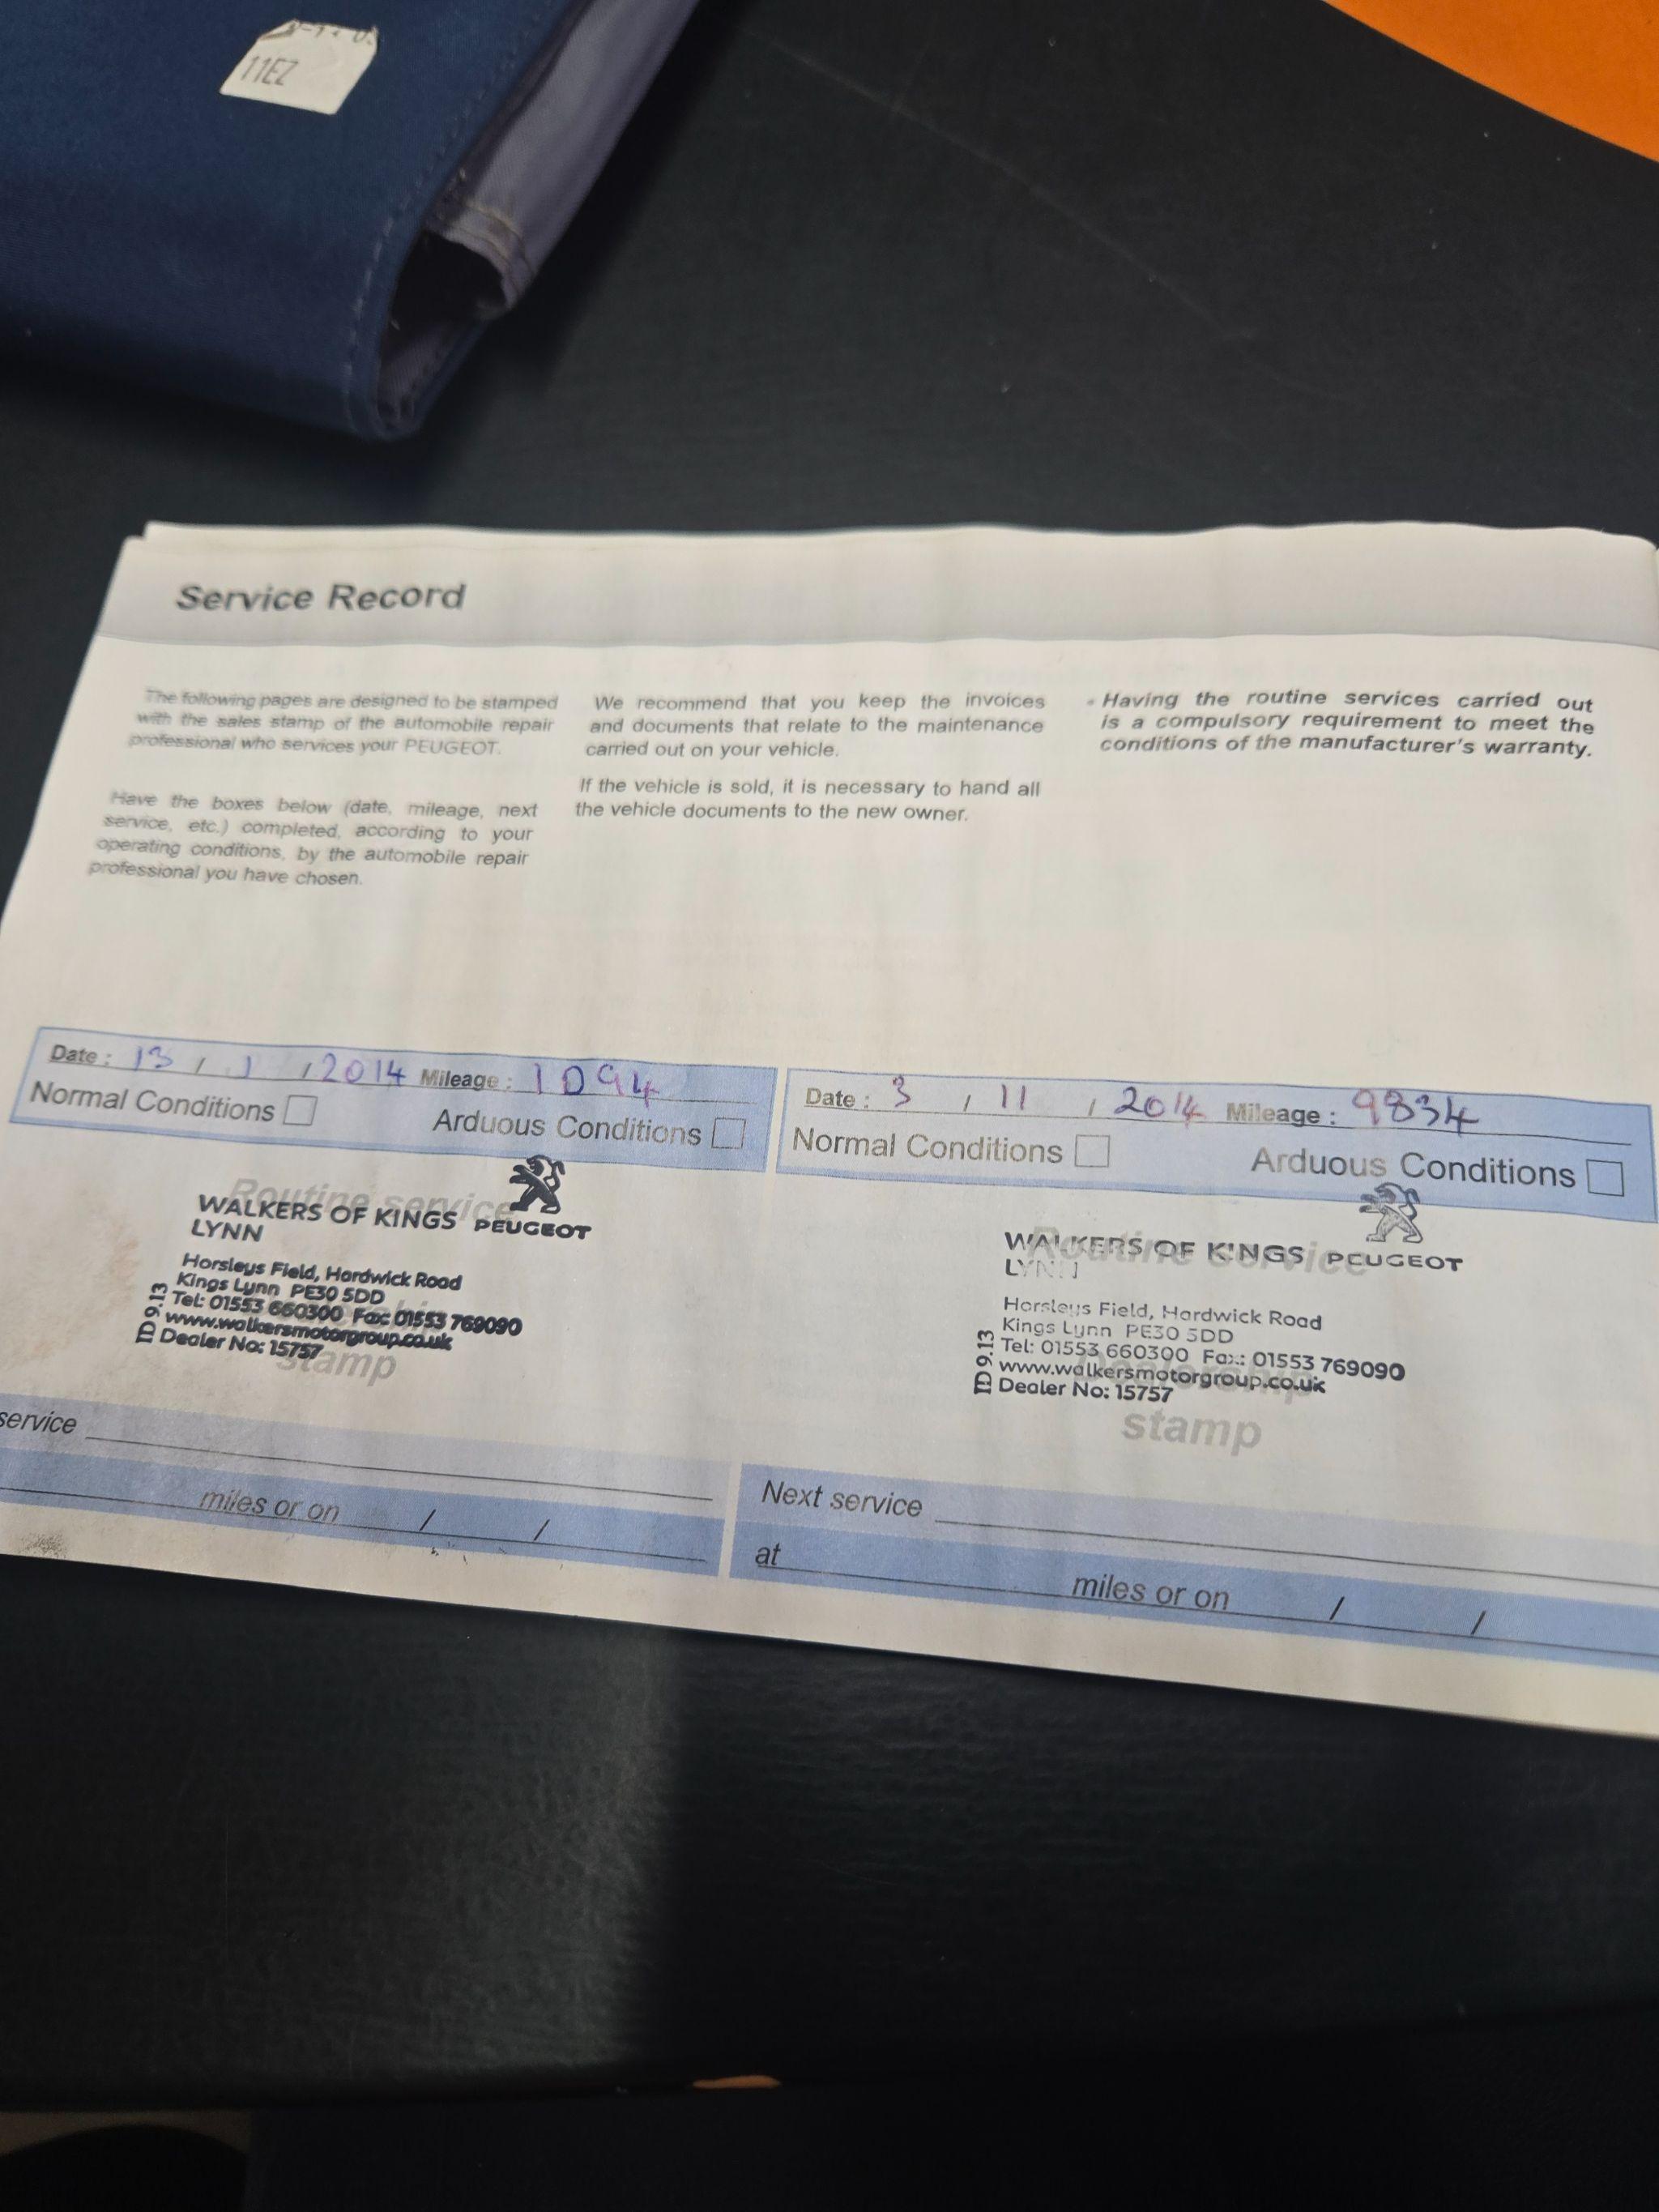 11EZ
Service Record
The following pages are designed to be stamped
with the sales stamp of the automobile repair
professional who services your PEUGEOT.
Have the boxes below (date, mileage, next
service, etc.) completed, according to your
operating conditions, by the automobile repair
professional you have chosen.
We recommend that you keep the invoices
and documents that relate to the maintenance
carried out on your vehicle.
If the vehicle is sold, it is necessary to hand all
the vehicle documents to the new owner.
- Having the routine services carried out
is a compulsory requirement to meet the
conditions of the manufacturer's warranty.
Date : 13 / 1 / 2014 Mileage : 1094
Normal Conditions Arduous Conditions
Routine service
WALKERS OF KINGS PEUGEOT
LYNN
Horsleys Field, Hardwick Road
Kings Lynn PE30 5DD
Tel: 01553 660300 Fax: 01553 769090
www.walkersmotorgroup.co.uk
Dealer No: 15757
ID 9.13
stamp
service
miles or on / /
Date : 3 / 11 / 2014 Mileage : 9834
Normal Conditions Arduous Conditions
Routine service
WALKERS OF KINGS PEUGEOT
LYNN
Horsleys Field, Hardwick Road
Kings Lynn PE30 5DD
Tel: 01553 660300 Fax: 01553 769090
www.walkersmotorgroup.co.uk
Dealer No: 15757
ID 9.13
Dealership
stamp
Next service
at miles or on / /